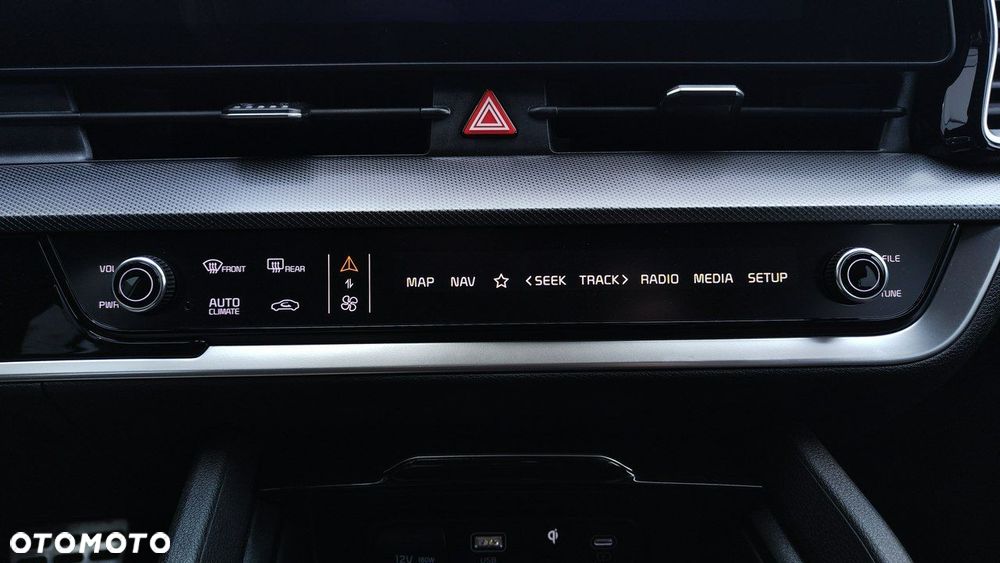 VOL
PWR
FRONT
REAR
AUTO
CLIMATE
MAP NAV <SEEK TRACK> RADIO MEDIA SETUP
FILE
TUNE
12V
USB
OTOMOTO